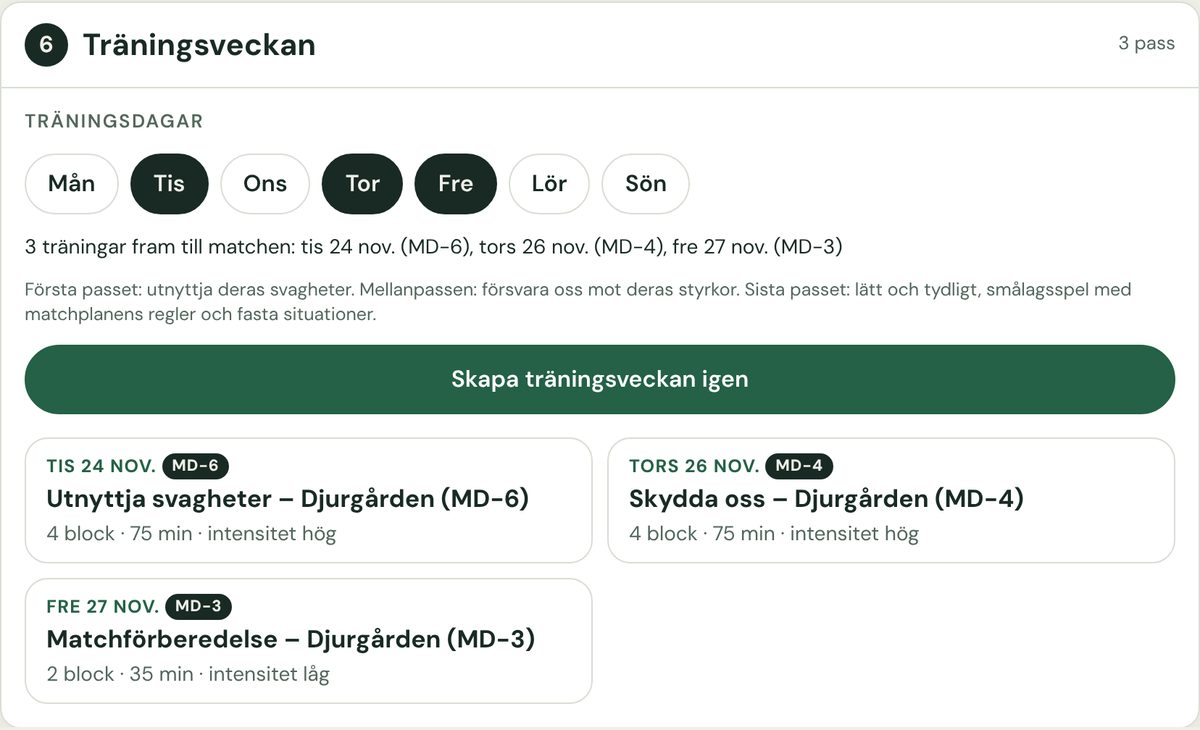 6 Träningsveckan
3 pass
TRÄNINGSDAGAR
Mån Tis Ons Tor Fre Lör Sön
3 träningar fram till matchen: tis 24 nov. (MD-6), tors 26 nov. (MD-4), fre 27 nov. (MD-3)
Första passet: utnyttja deras svagheter. Mellanpassen: försvara oss mot deras styrkor. Sista passet: lätt och tydligt, smålagsspel med
matchplanens regler och fasta situationer.
Skapa träningsveckan igen
TIS 24 NOV. MD-6
Utnyttja svagheter – Djurgården (MD-6)
4 block · 75 min · intensitet hög
TORS 26 NOV. MD-4
Skydda oss – Djurgården (MD-4)
4 block · 75 min · intensitet hög
FRE 27 NOV. MD-3
Matchförberedelse – Djurgården (MD-3)
2 block · 35 min · intensitet låg